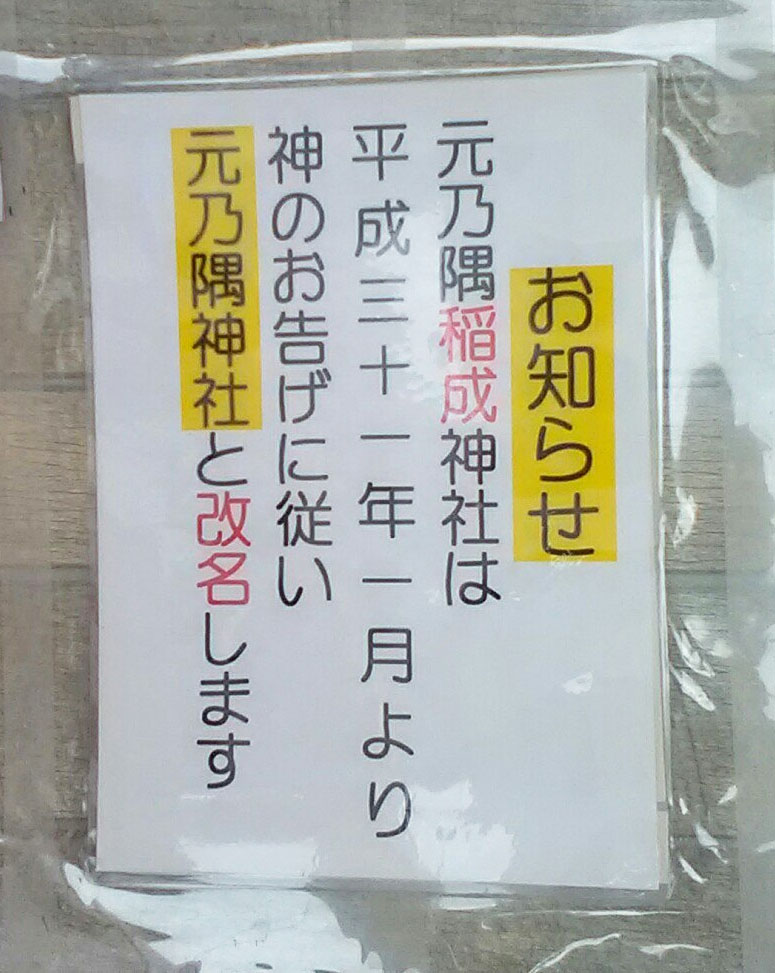 お知らせ
元乃隅稲成神社は
平成三十一年一月より
神のお告げに従い
元乃隅神社と改名します